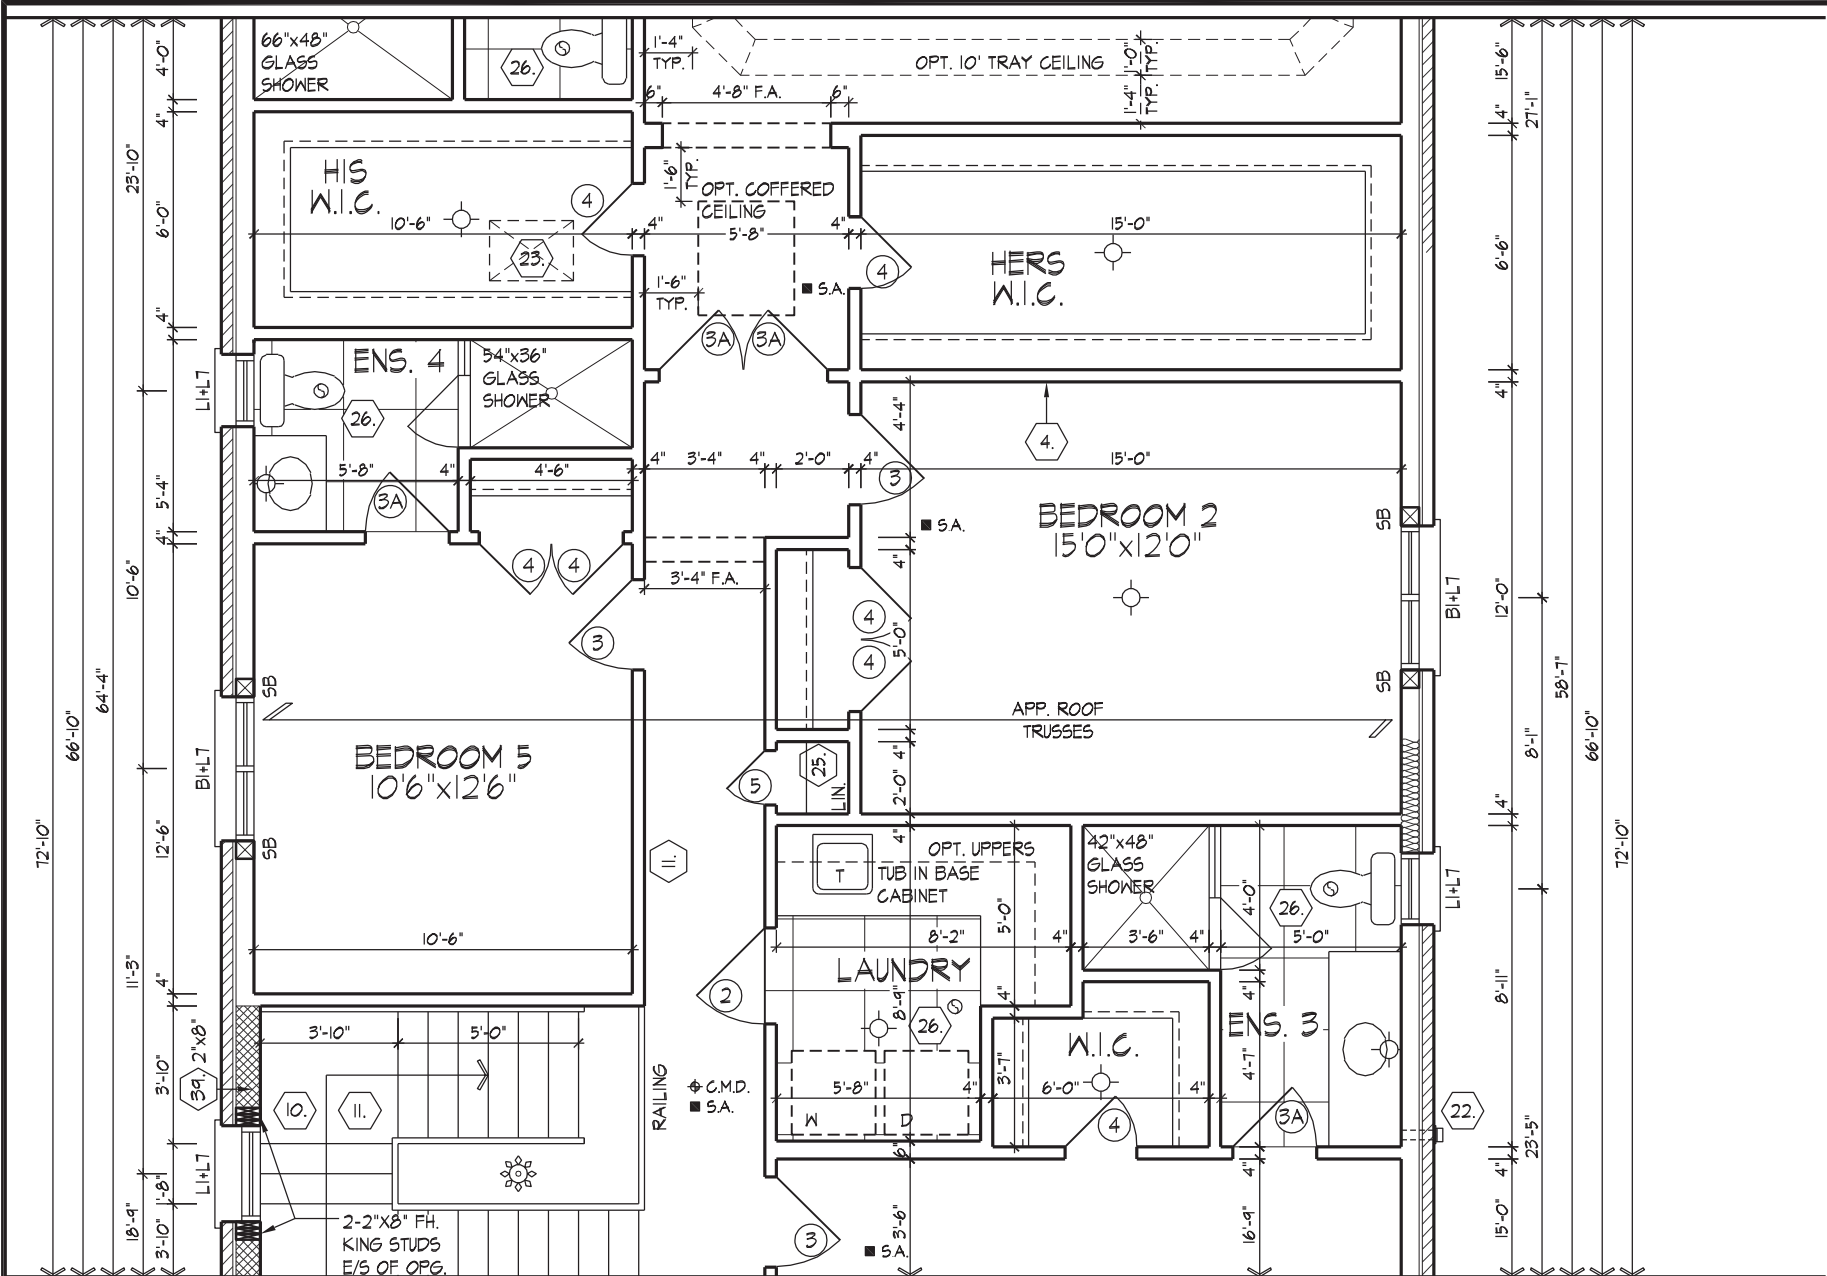 66"x48"
GLASS
SHOWER
26.
1'-4"
TYP.
OPT. 10' TRAY CEILING
1'-0"
TYP.
1'-4"
TYP.
4'-0"
4"
23'-10"
6'-0"
4"
15'-6"
4"
27'-1"
6'-6"
4"
6"
4'-8" F.A.
6"
HIS
W.I.C.
10'-6"
23.
4
4"
1'-6"
TYP.
OPT. COFFERED
CEILING
5'-8"
4"
1'-6"
TYP.
S.A.
4
15'-0"
HERS
W.I.C.
3A
3A
ENS. 4
54"x36"
GLASS
SHOWER
L1+L7
26.
5'-8"
4"
4'-6"
3A
4"
3'-4"
4"
2'-0"
4"
4'-4"
3
4.
15'-0"
5'-4"
4"
BEDROOM 2
15'0"x12'0"
S.A.
SB
4
4
3'-4" F.A.
3
4"
4
4
5'-0"
10'-6"
12'-0"
B1+L7
SB
SB
APP. ROOF
TRUSSES
64'-4"
66'-10"
72'-10"
58'-7"
66'-10"
72'-10"
8'-1"
BEDROOM 5
10'6"x12'6"
B1+L7
SB
12'-6"
5
25.
LIN.
4"
2'-0"
4"
4"
11.
T
OPT. UPPERS
TUB IN BASE
CABINET
42"x48"
GLASS
SHOWER
4'-0"
26.
L1+L7
10'-6"
5'-0"
8'-2"
4"
3'-6"
4"
5'-0"
11'-3"
4"
2
LAUNDRY
8'-9"
26.
4"
4"
8'-11"
ENS. 3
W.I.C.
3'-10"
5'-0"
39. 2"x8"
3'-10"
10.
11.
RAILING
C.M.D.
S.A.
5'-8"
4"
3'-7"
6'-0"
4"
4'-7"
W
D
4
3A
22.
23'-5"
6"
4"
4"
L1+L7
1'-8"
18'-9"
3'-10"
2-2"X8" FH.
KING STUDS
E/S OF OPG.
3
S.A.
3'-6"
16'-9"
15'-0"